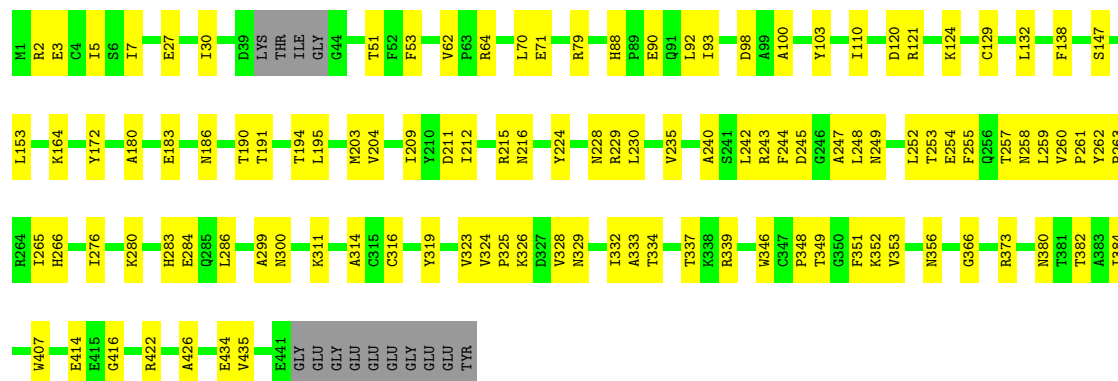 M1 R2 E3 C4 I5 S6 I7 E27 I30 D39 LYS THR ILE GLY G44 T51 F52 F53 V62 P63 R64 L70 E71 R79 H88 P89 E90 Q91 L92 I93 D98 A99 A100 Y103 I110 D120 R121 K124 C129 L132 F138 S147
L153 K164 Y172 A180 E183 N186 T190 T191 T194 L195 M203 V204 I209 Y210 D211 I212 R215 N216 Y224 N228 R229 L230 V235 A240 S241 L242 R243 F244 D245 G246 A247 L248 N249 L252 T253 E254 F255 Q256 T257 N258 L259 V260 P261 Y262
R264 I265 H266 I276 K280 H283 E284 Q285 L286 A299 N300 K311 A314 C315 C316 Y319 V323 V324 P325 K326 D327 V328 N329 I332 A333 T334 T337 K338 R339 W346 C347 P348 T349 G350 F351 K352 V353 N356 G366 R373 N380 T381 T382 A383
W407 E414 E415 G416 R422 A426 E434 V435 E441 GLY GLU GLY GLU GLU GLU GLY GLU GLU TYR